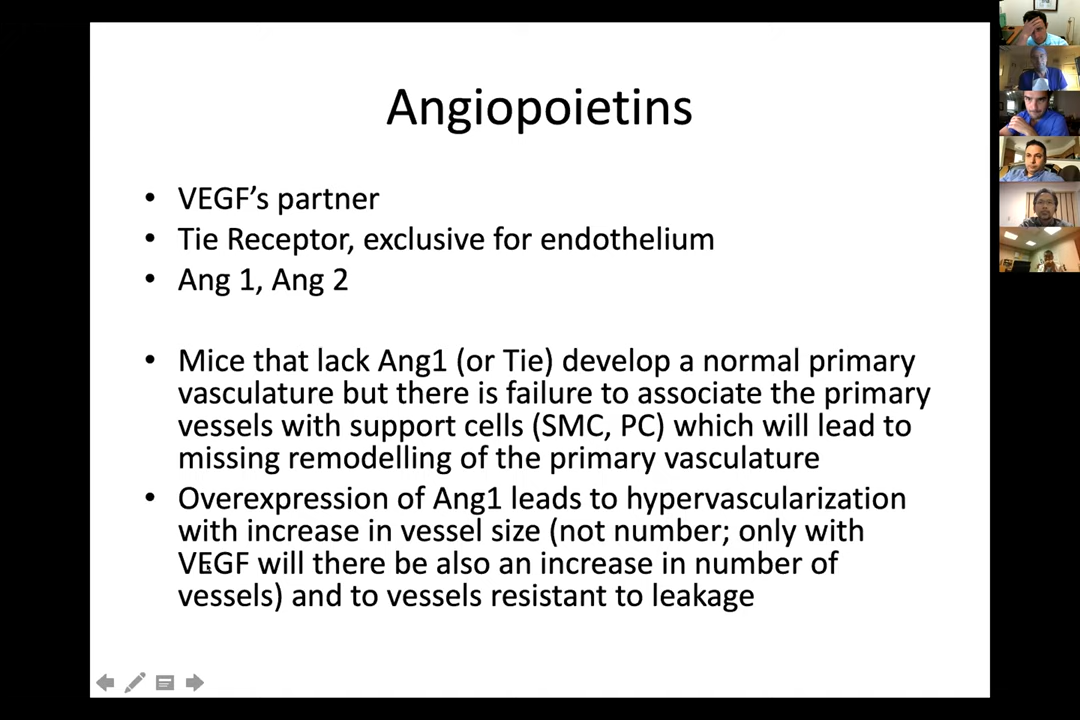 Angiopoietins
• VEGF’s partner
• Tie Receptor, exclusive for endothelium
• Ang 1, Ang 2
• Mice that lack Ang1 (or Tie) develop a normal primary
vasculature but there is failure to associate the primary
vessels with support cells (SMC, PC) which will lead to
missing remodelling of the primary vasculature
• Overexpression of Ang1 leads to hypervascularization
with increase in vessel size (not number; only with
VEGF will there be also an increase in number of
vessels) and to vessels resistant to leakage